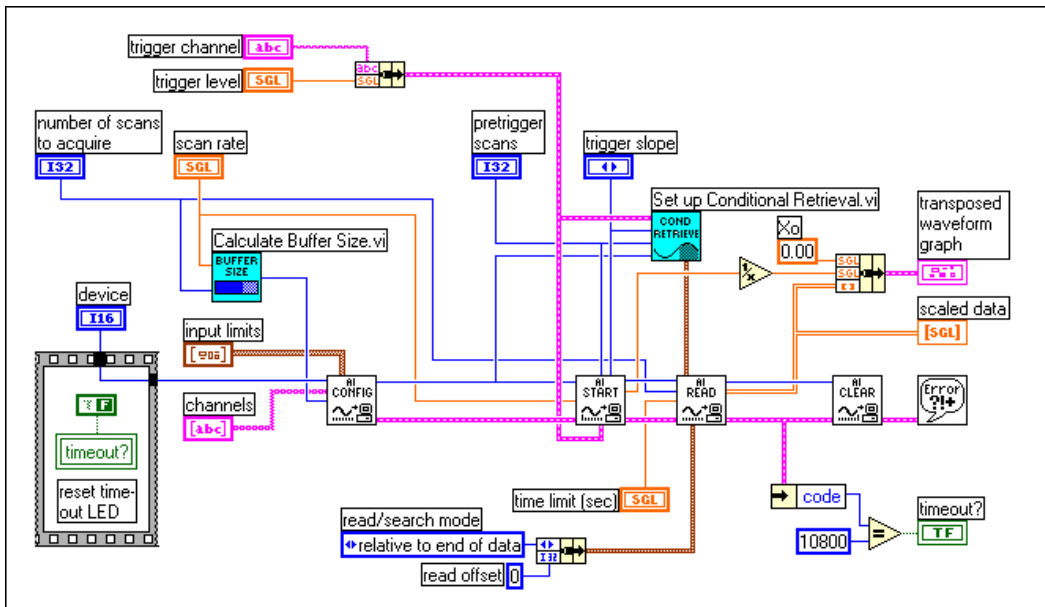 trigger channel
abc
trigger level
SGL
abc
SGL
number of scans
to acquire
I32
scan rate
SGL
pretrigger
scans
I32
trigger slope
Set up Conditional Retrieval.vi
COND
RETRIEVE
Calculate Buffer Size.vi
BUFFER
SIZE
Xo
0.00
1/x
SGL
SGL
transposed
waveform
graph
scaled data
[SGL]
device
I16
input limits
channels
[abc]
AI
CONFIG
AI
START
AI
READ
AI
CLEAR
Error
?!+
F
timeout?
reset time-
out LED
time limit (sec)
SGL
read/search mode
relative to end of data
I32
read offset
0
code
10800
=
timeout?
TF